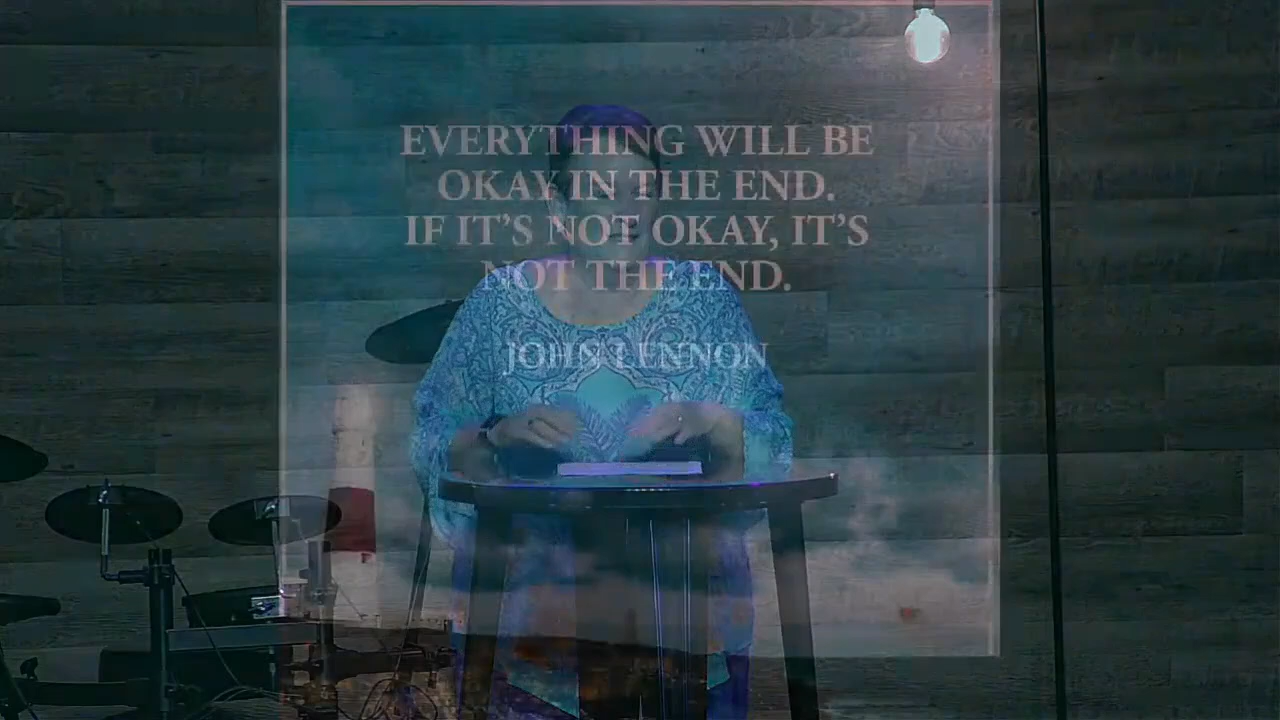 EVERYTHING WILL BE
OKAY IN THE END.
IF IT'S NOT OKAY, IT'S
NOT THE END.
JOHN LENNON